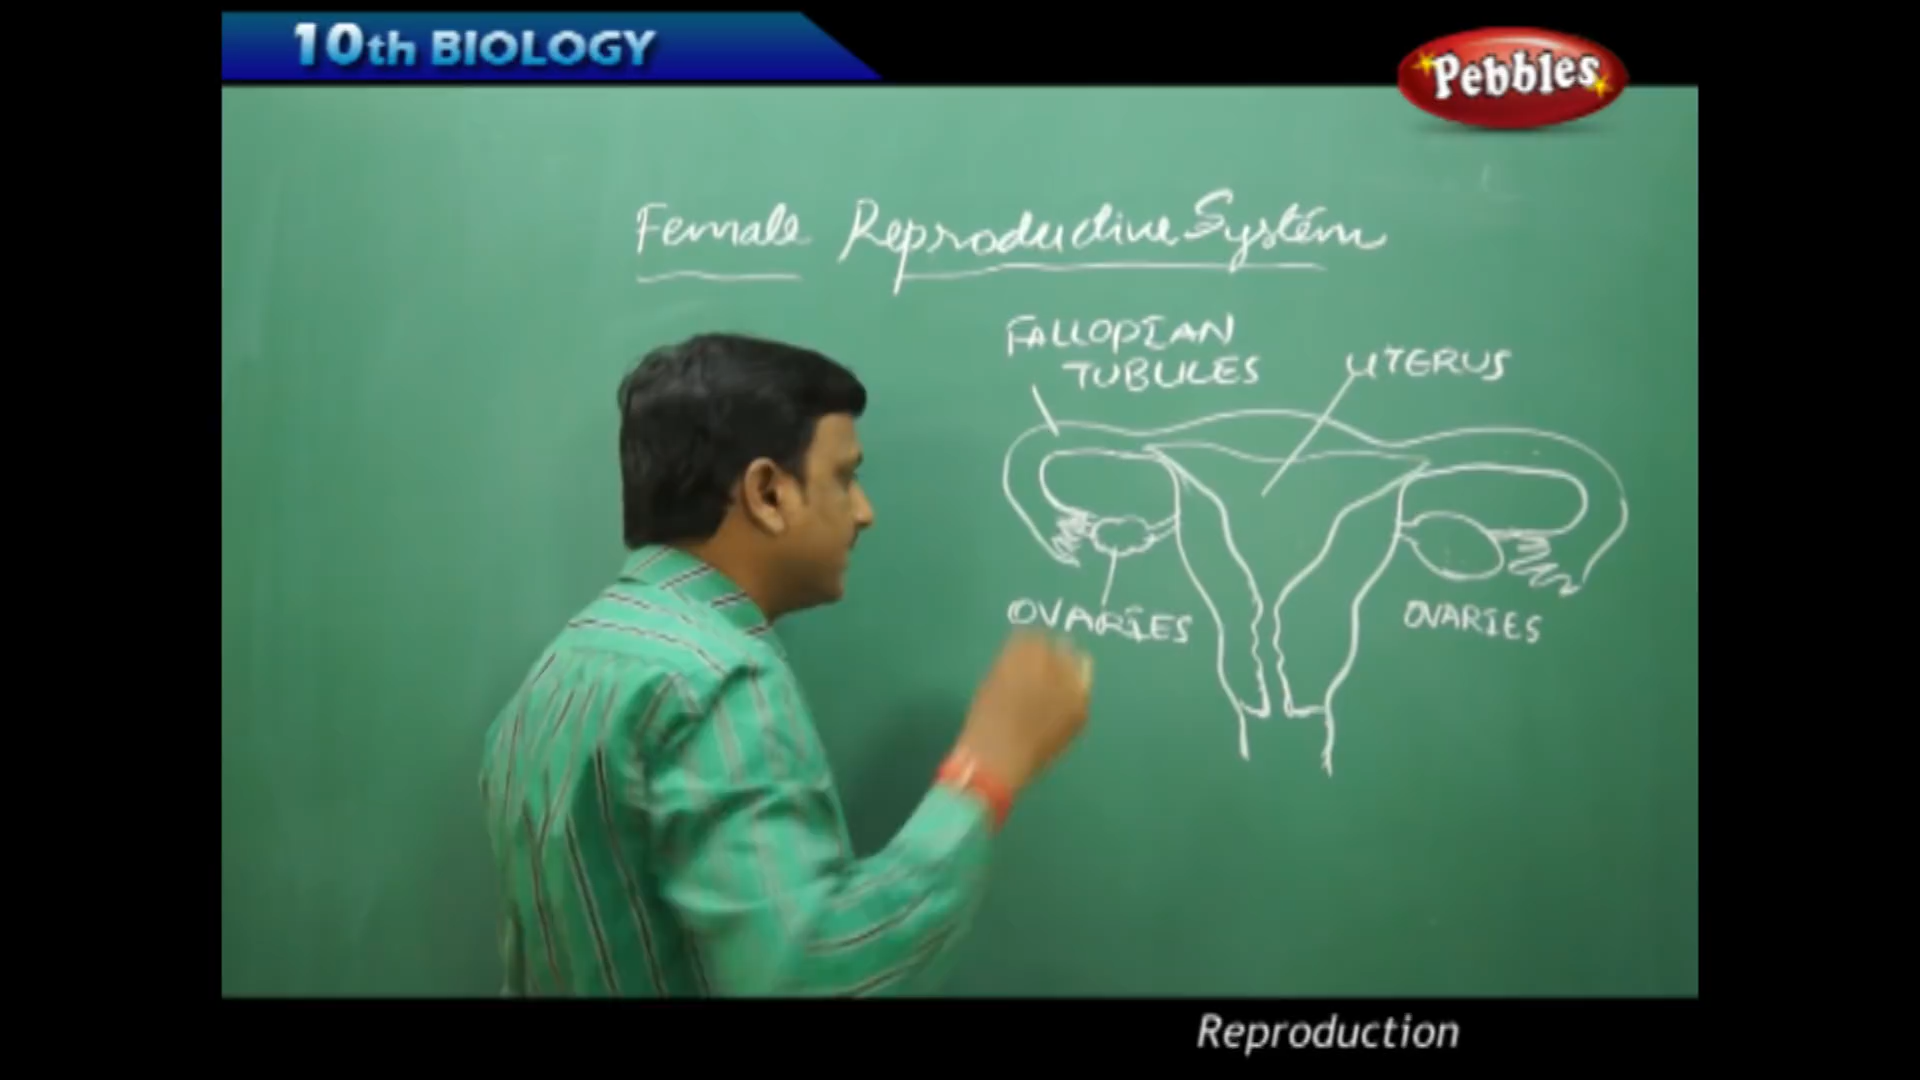 10th BIOLOGY
Pebbles
Female Reproductive System
FALLOPIAN
TUBULES
UTERUS
OVARIES
OVARIES
Reproduction